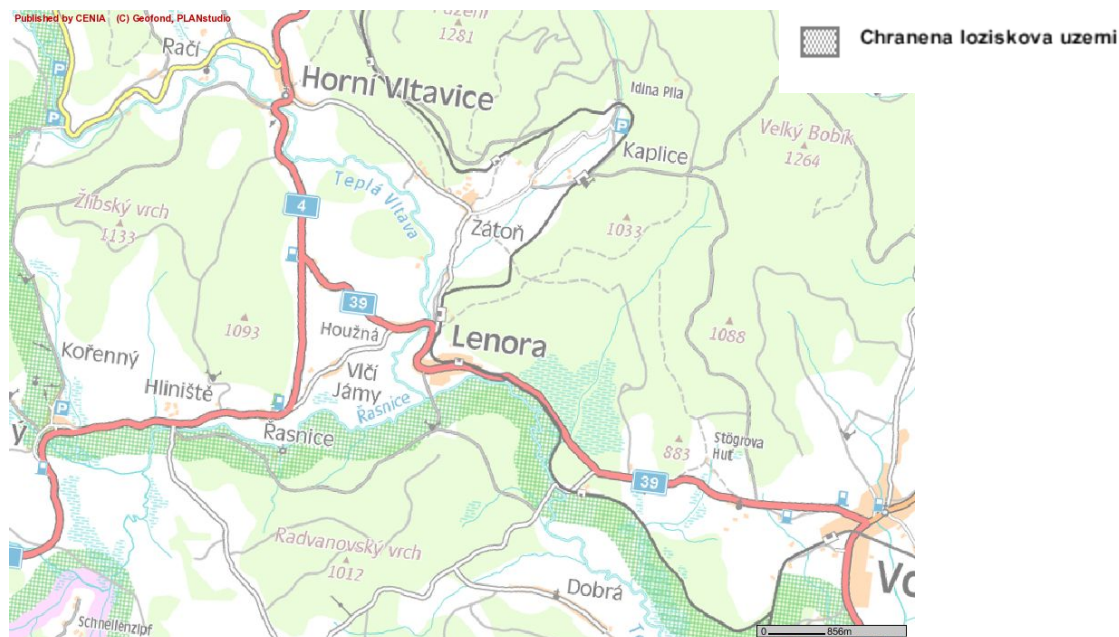 Published by CENIA (C) Geofond, PLANstudio
Chranena loziskova uzemi
1281
Račí
Horní Vltavice
Idina Pila
Velký Bobík
1264
Kaplice
Teplá Vltava
Žlibský vrch
1133
4
Zátoň
1033
39
1093
Houžná
Lenora
1088
Kořenný
Vlčí
Jámy
Hliniště
Řasnice
Řasnice
883
Stögrova
Huť
39
Radvanovský vrch
1012
Dobrá
Schnellenzipf
0 856m